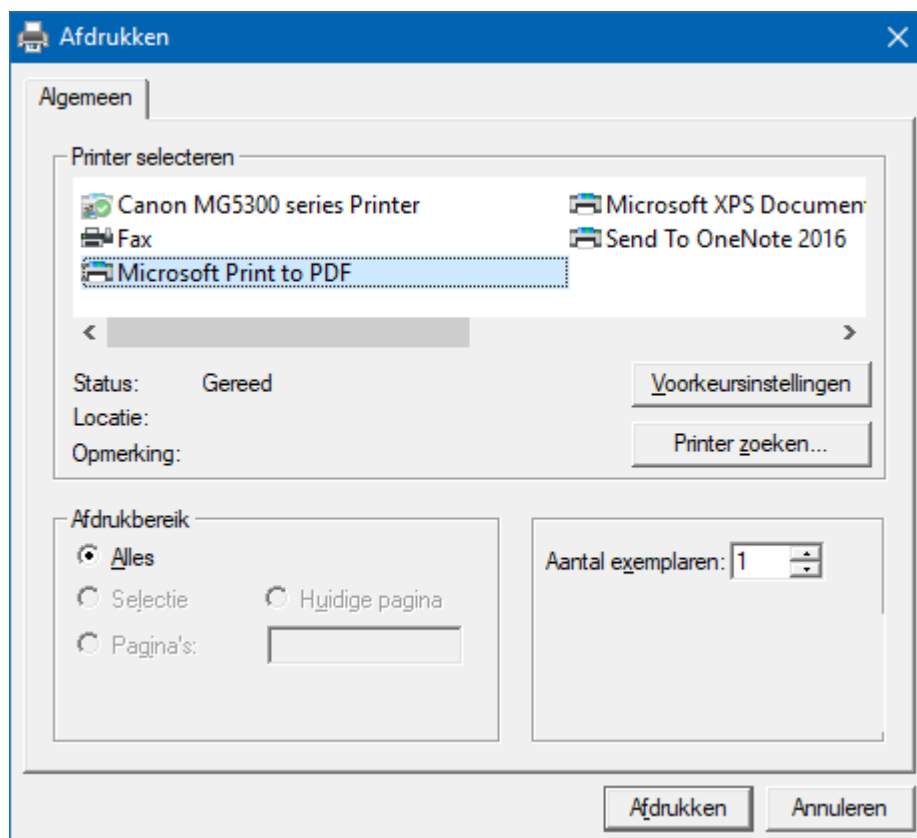 Afdrukken
Algemeen
Printer selecteren
Canon MG5300 series Printer
Fax
Microsoft Print to PDF
Microsoft XPS Document
Send To OneNote 2016
Status: Gereed
Locatie:
Opmerking:
Voorkeursinstellingen
Printer zoeken...
Afdrukbereik
Alles
Selectie
Huidige pagina
Pagina's:
Aantal exemplaren: 1
Afdrukken
Annuleren